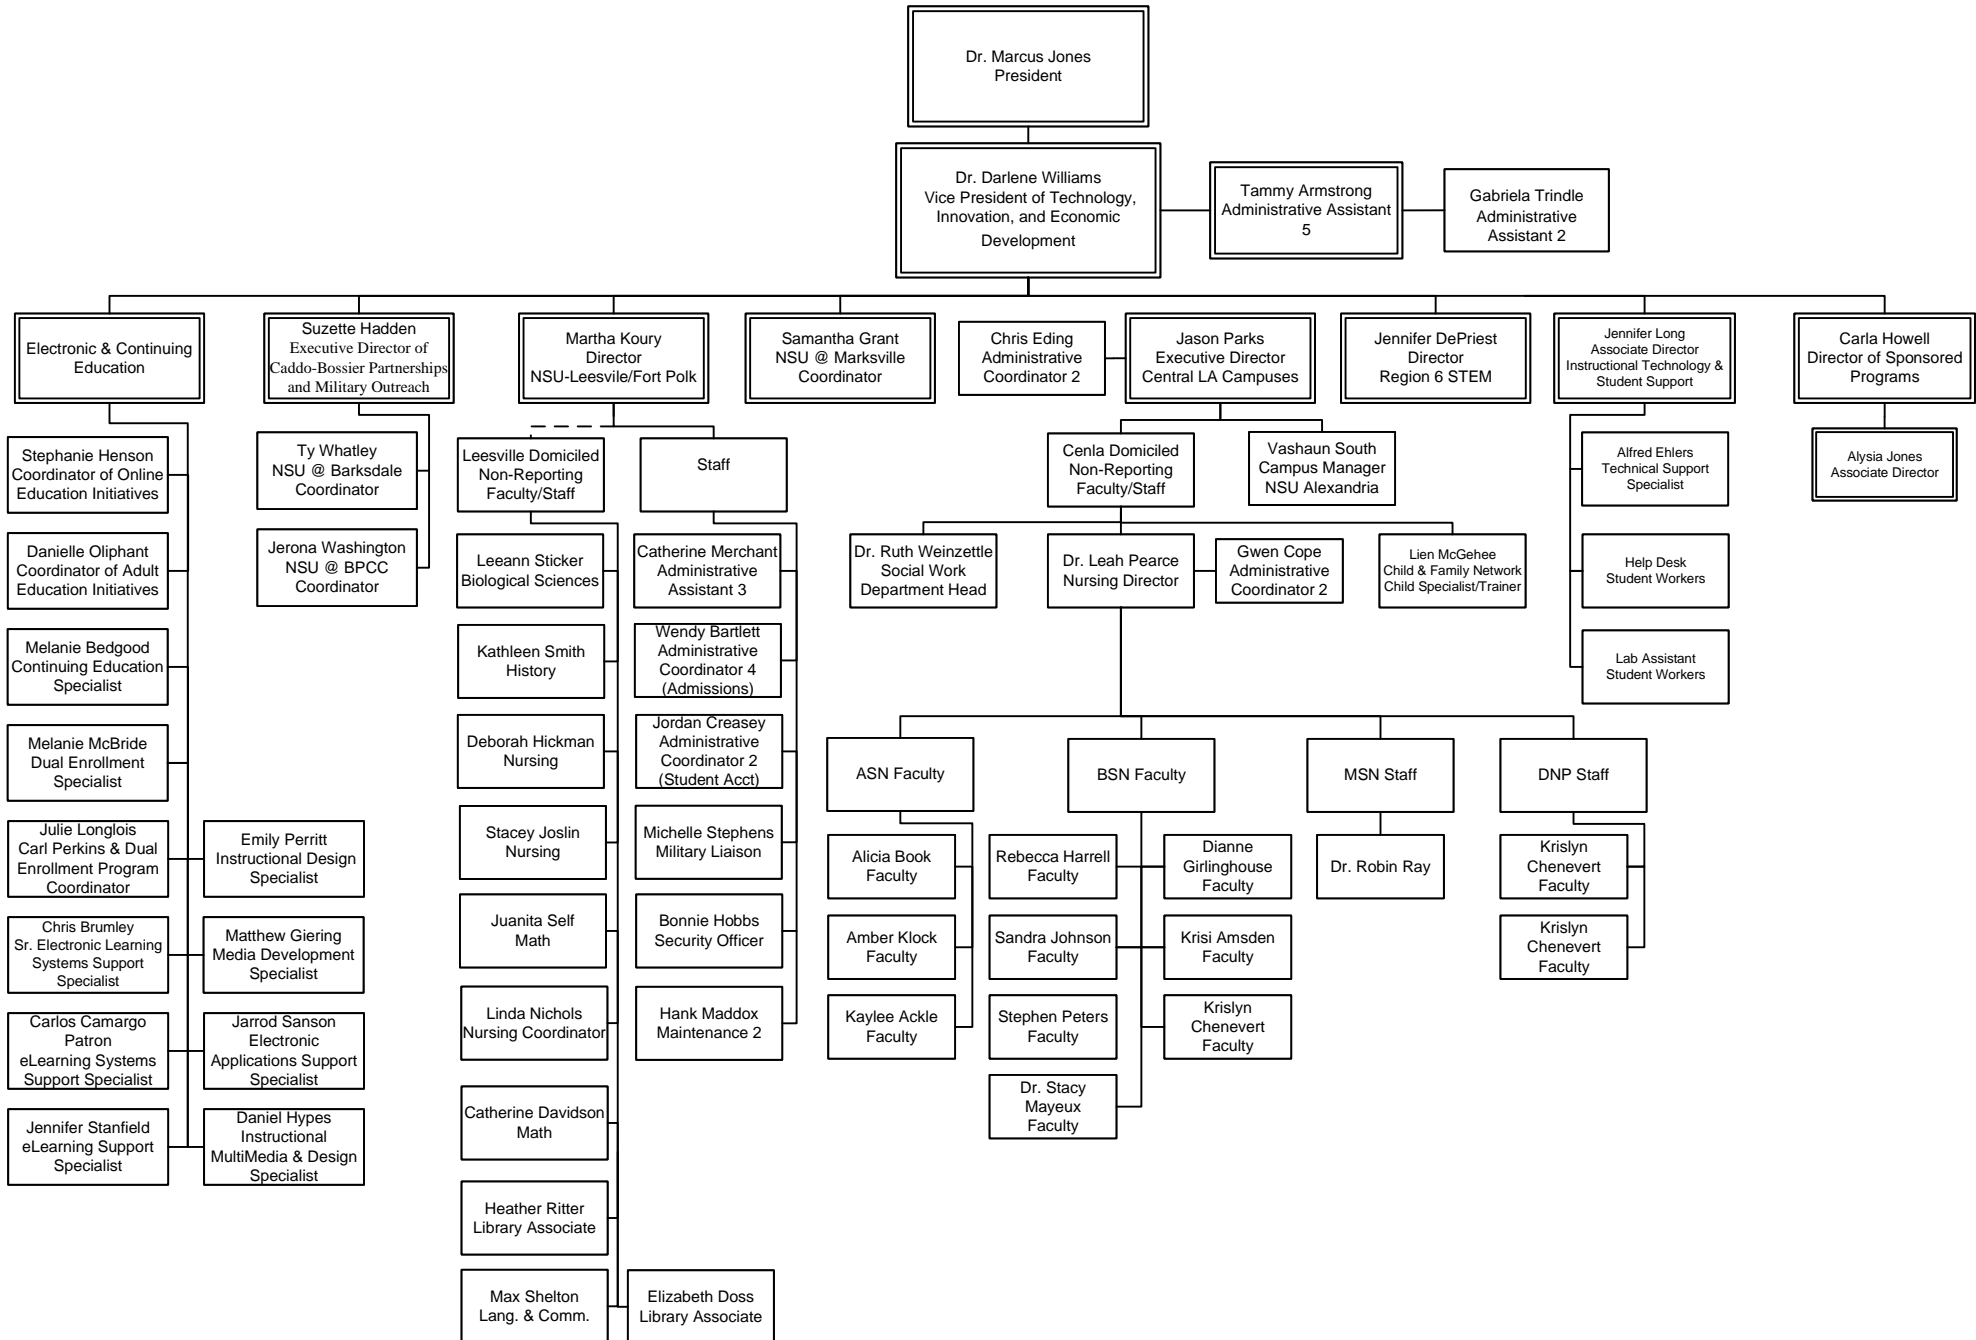 Dr. Marcus Jones
President
Dr. Darlene Williams
Vice President of Technology,
Innovation, and Economic
Development
Tammy Armstrong
Administrative Assistant
5
Gabriela Trindle
Administrative
Assistant 2
Electronic & Continuing
Education
Suzette Hadden
Executive Director of
Caddo-Bossier Partnerships
and Military Outreach
Martha Koury
Director
NSU-Leesvile/Fort Polk
Samantha Grant
NSU @ Marksville
Coordinator
Chris Eding
Administrative
Coordinator 2
Jason Parks
Executive Director
Central LA Campuses
Jennifer DePriest
Director
Region 6 STEM
Jennifer Long
Associate Director
Instructional Technology &
Student Support
Carla Howell
Director of Sponsored
Programs
Stephanie Henson
Coordinator of Online
Education Initiatives
Danielle Oliphant
Coordinator of Adult
Education Initiatives
Melanie Bedgood
Continuing Education
Specialist
Melanie McBride
Dual Enrollment
Specialist
Julie Longlois
Carl Perkins & Dual
Enrollment Program
Coordinator
Emily Perritt
Instructional Design
Specialist
Chris Brumley
Sr. Electronic Learning
Systems Support
Specialist
Matthew Giering
Media Development
Specialist
Carlos Camargo
Patron
eLearning Systems
Support Specialist
Jarrod Sanson
Electronic
Applications Support
Specialist
Jennifer Stanfield
eLearning Support
Specialist
Daniel Hypes
Instructional
MultiMedia & Design
Specialist
Ty Whatley
NSU @ Barksdale
Coordinator
Jerona Washington
NSU @ BPCC
Coordinator
Leesville Domiciled
Non-Reporting
Faculty/Staff
Leeann Sticker
Biological Sciences
Kathleen Smith
History
Deborah Hickman
Nursing
Stacey Joslin
Nursing
Juanita Self
Math
Linda Nichols
Nursing Coordinator
Catherine Davidson
Math
Heather Ritter
Library Associate
Max Shelton
Lang. & Comm.
Elizabeth Doss
Library Associate
Staff
Catherine Merchant
Administrative
Assistant 3
Wendy Bartlett
Administrative
Coordinator 4
(Admissions)
Jordan Creasey
Administrative
Coordinator 2
(Student Acct)
Michelle Stephens
Military Liaison
Bonnie Hobbs
Security Officer
Hank Maddox
Maintenance 2
Cenla Domiciled
Non-Reporting
Faculty/Staff
Vashaun South
Campus Manager
NSU Alexandria
Dr. Ruth Weinzettle
Social Work
Department Head
Dr. Leah Pearce
Nursing Director
Gwen Cope
Administrative
Coordinator 2
Lien McGehee
Child & Family Network
Child Specialist/Trainer
ASN Faculty
Alicia Book
Faculty
Amber Klock
Faculty
Kaylee Ackle
Faculty
BSN Faculty
Rebecca Harrell
Faculty
Dianne
Girlinghouse
Faculty
Sandra Johnson
Faculty
Krisi Amsden
Faculty
Stephen Peters
Faculty
Krislyn
Chenevert
Faculty
Dr. Stacy
Mayeux
Faculty
MSN Staff
Dr. Robin Ray
DNP Staff
Krislyn
Chenevert
Faculty
Krislyn
Chenevert
Faculty
Alfred Ehlers
Technical Support
Specialist
Help Desk
Student Workers
Lab Assistant
Student Workers
Alysia Jones
Associate Director